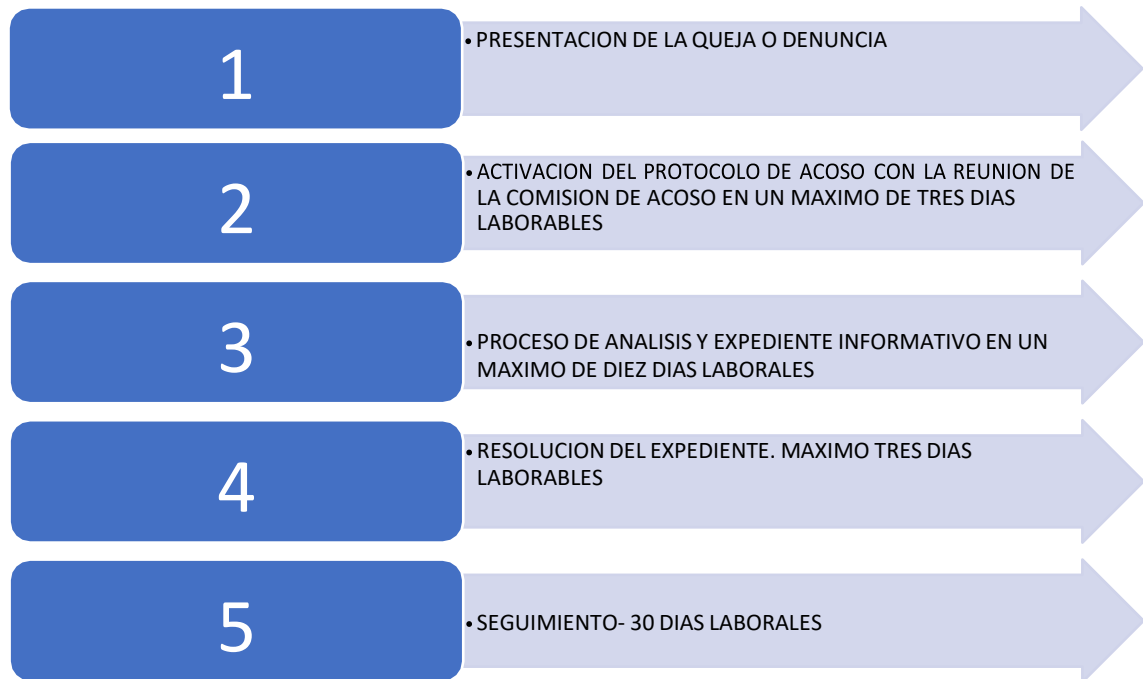 1
• PRESENTACION DE LA QUEJA O DENUNCIA
2
• ACTIVACION DEL PROTOCOLO DE ACOSO CON LA REUNION DE
LA COMISION DE ACOSO EN UN MAXIMO DE TRES DIAS
LABORABLES
3
• PROCESO DE ANALISIS Y EXPEDIENTE INFORMATIVO EN UN
MAXIMO DE DIEZ DIAS LABORALES
4
• RESOLUCION DEL EXPEDIENTE. MAXIMO TRES DIAS
LABORABLES
5
• SEGUIMIENTO- 30 DIAS LABORALES